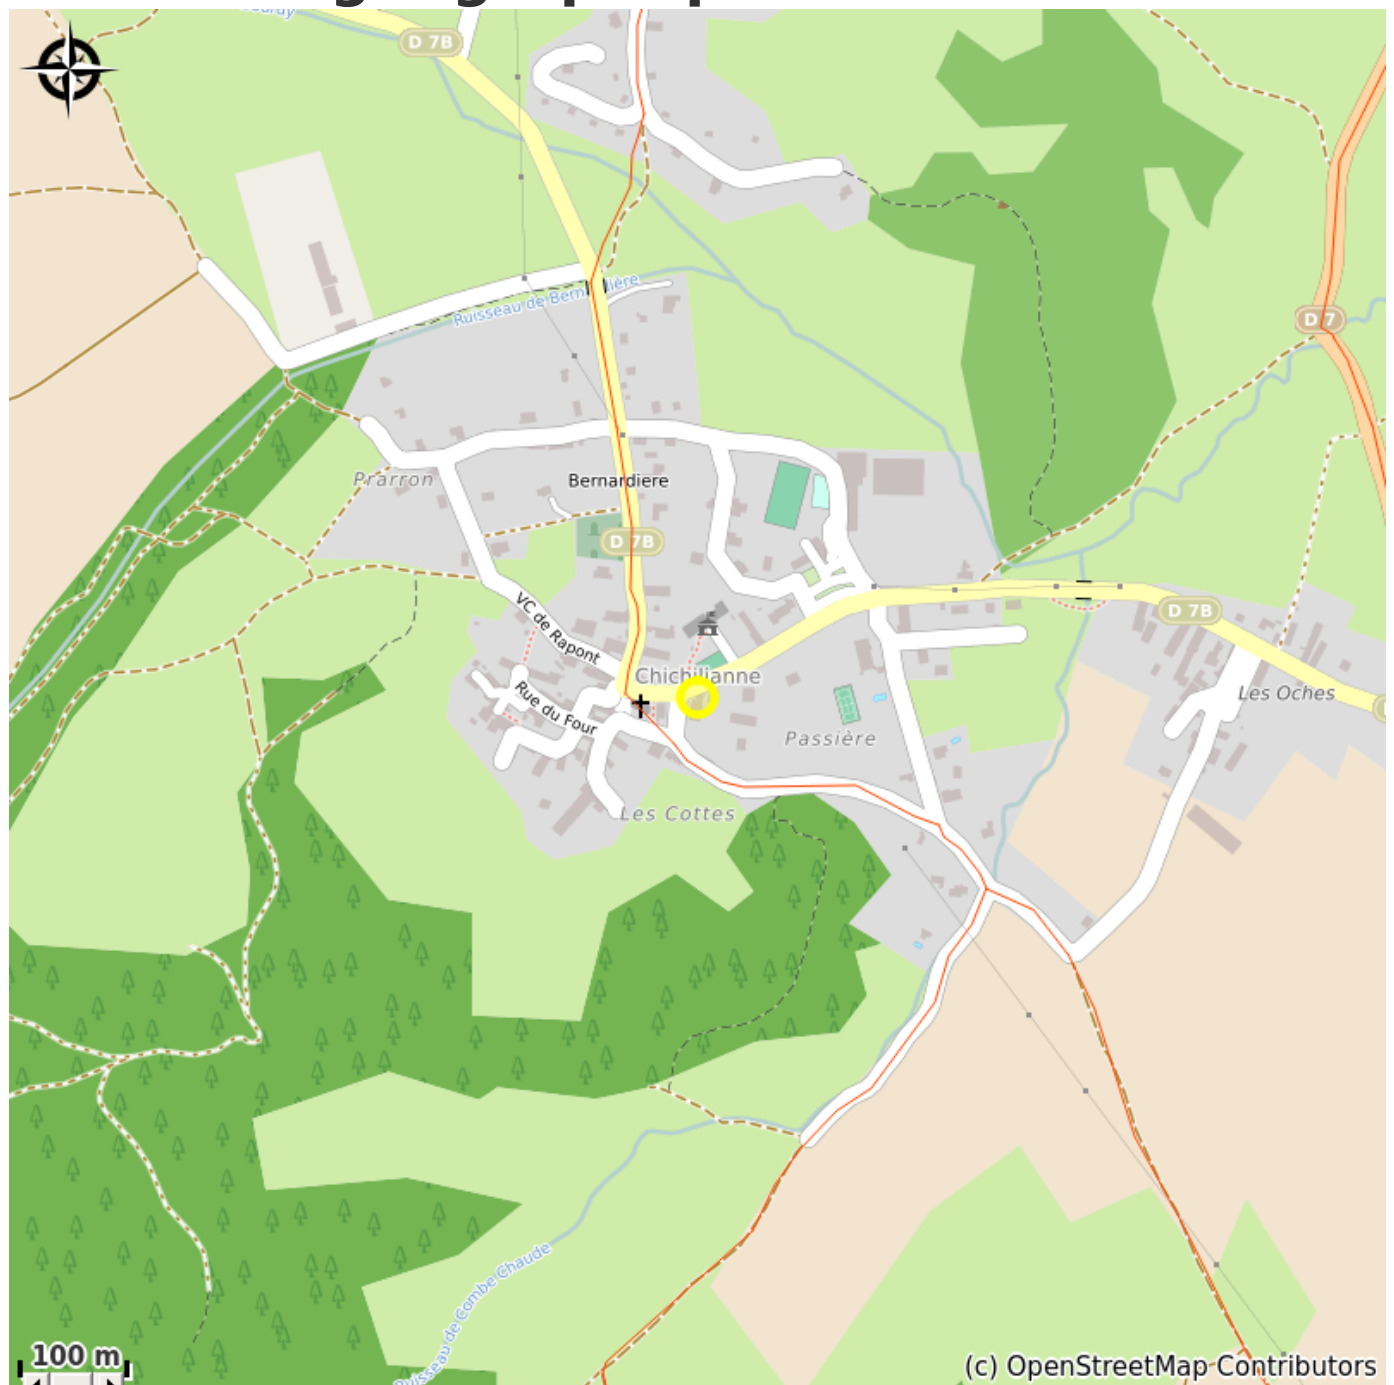 D 7B
D 7
Ruisseau de Bernardière
Prarron
Bernardiere
D 7B
VC de Rapont
D 7B
Chichilianne
Les Oches
Rue du Four
Passière
Les Cottes
Ruisseau de Combe Chaude
100 m
(c) OpenStreetMap Contributors